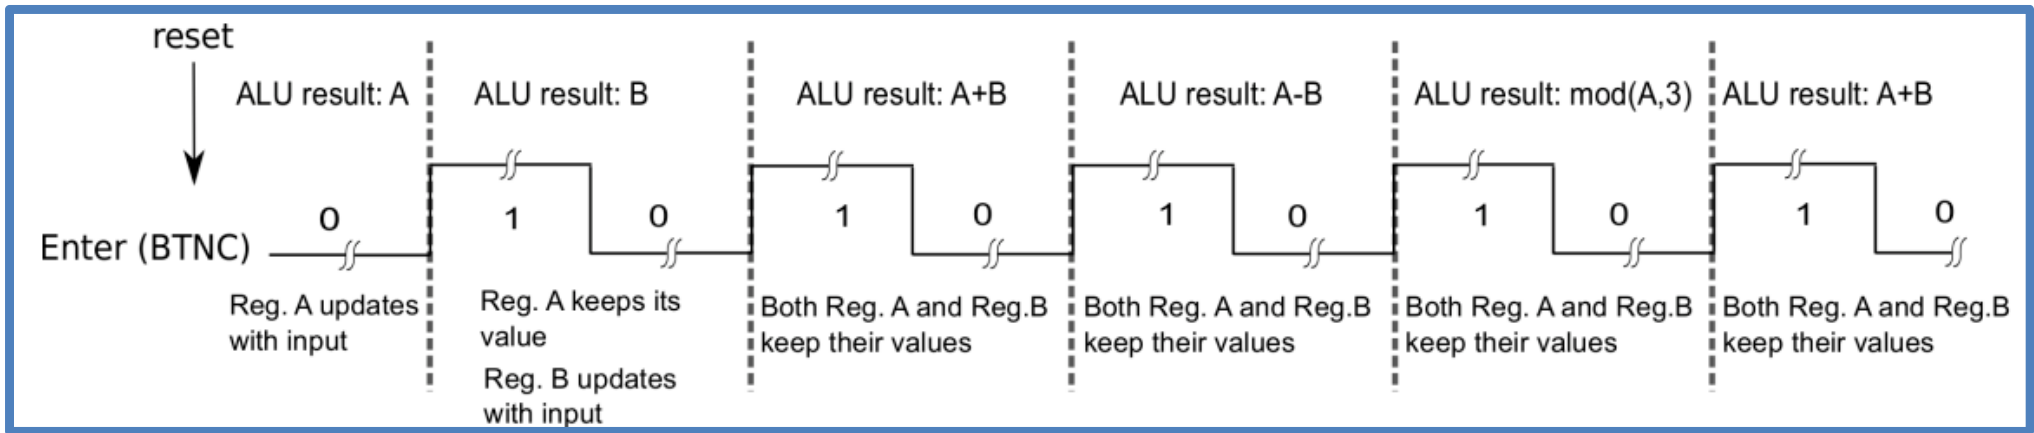 reset
ALU result: A
ALU result: B
ALU result: A+B
ALU result: A-B
ALU result: mod(A,3)
ALU result: A+B
Enter (BTNC)
0
1
0
1
0
1
0
1
0
1
0
Reg. A updates
with input
Reg. A keeps its
value
Reg. B updates
with input
Both Reg. A and Reg.B
keep their values
Both Reg. A and Reg.B
keep their values
Both Reg. A and Reg.B
keep their values
Both Reg. A and Reg.B
keep their values